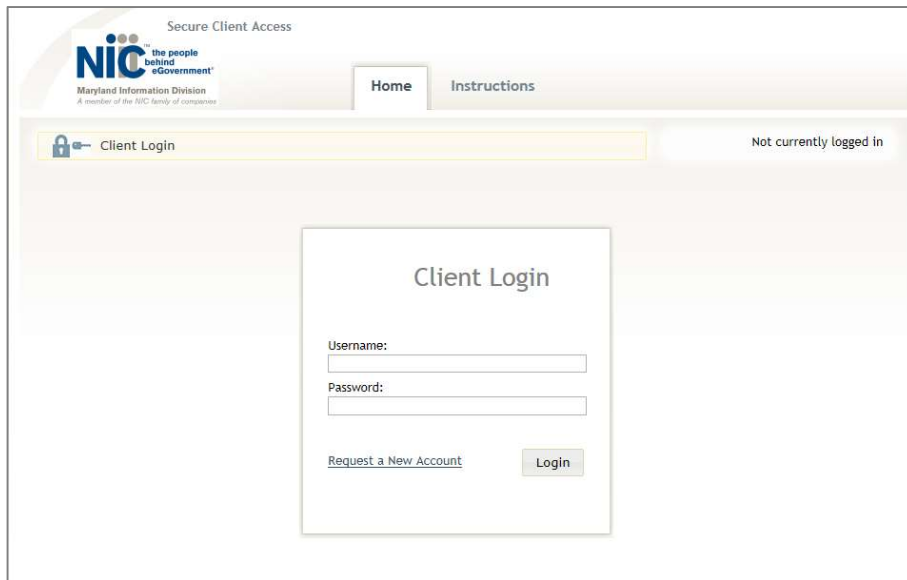 Secure Client Access
NIC™ the people
behind
eGovernment®
Maryland Information Division
A member of the NIC family of companies
Home
Instructions
Client Login
Not currently logged in
Client Login
Username:
Password:
Request a New Account
Login